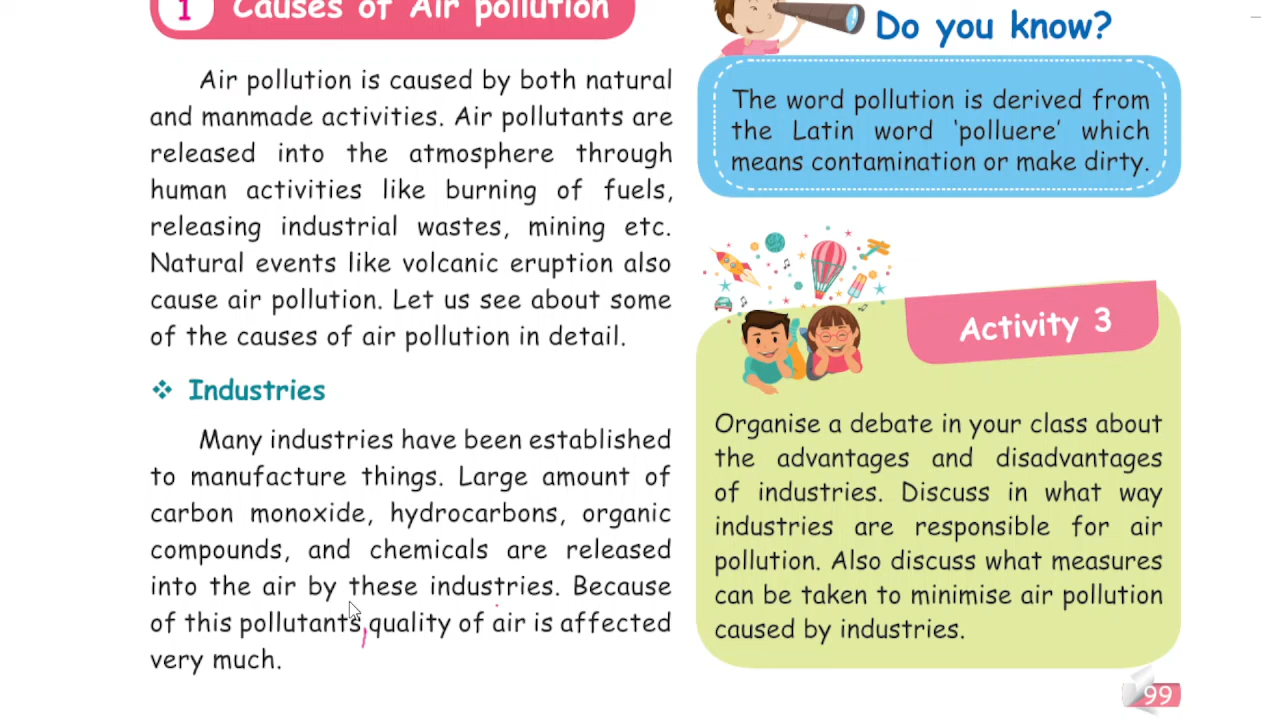 1 Causes of Air pollution
Air pollution is caused by both natural
and manmade activities. Air pollutants are
released into the atmosphere through
human activities like burning of fuels,
releasing industrial wastes, mining etc.
Natural events like volcanic eruption also
cause air pollution. Let us see about some
of the causes of air pollution in detail.
❖ Industries
Many industries have been established
to manufacture things. Large amount of
carbon monoxide, hydrocarbons, organic
compounds, and chemicals are released
into the air by these industries. Because
of this pollutants,quality of air is affected
very much.
Do you know?
The word pollution is derived from
the Latin word ‘polluere’ which
means contamination or make dirty.
Activity 3
Organise a debate in your class about
the advantages and disadvantages
of industries. Discuss in what way
industries are responsible for air
pollution. Also discuss what measures
can be taken to minimise air pollution
caused by industries.
99